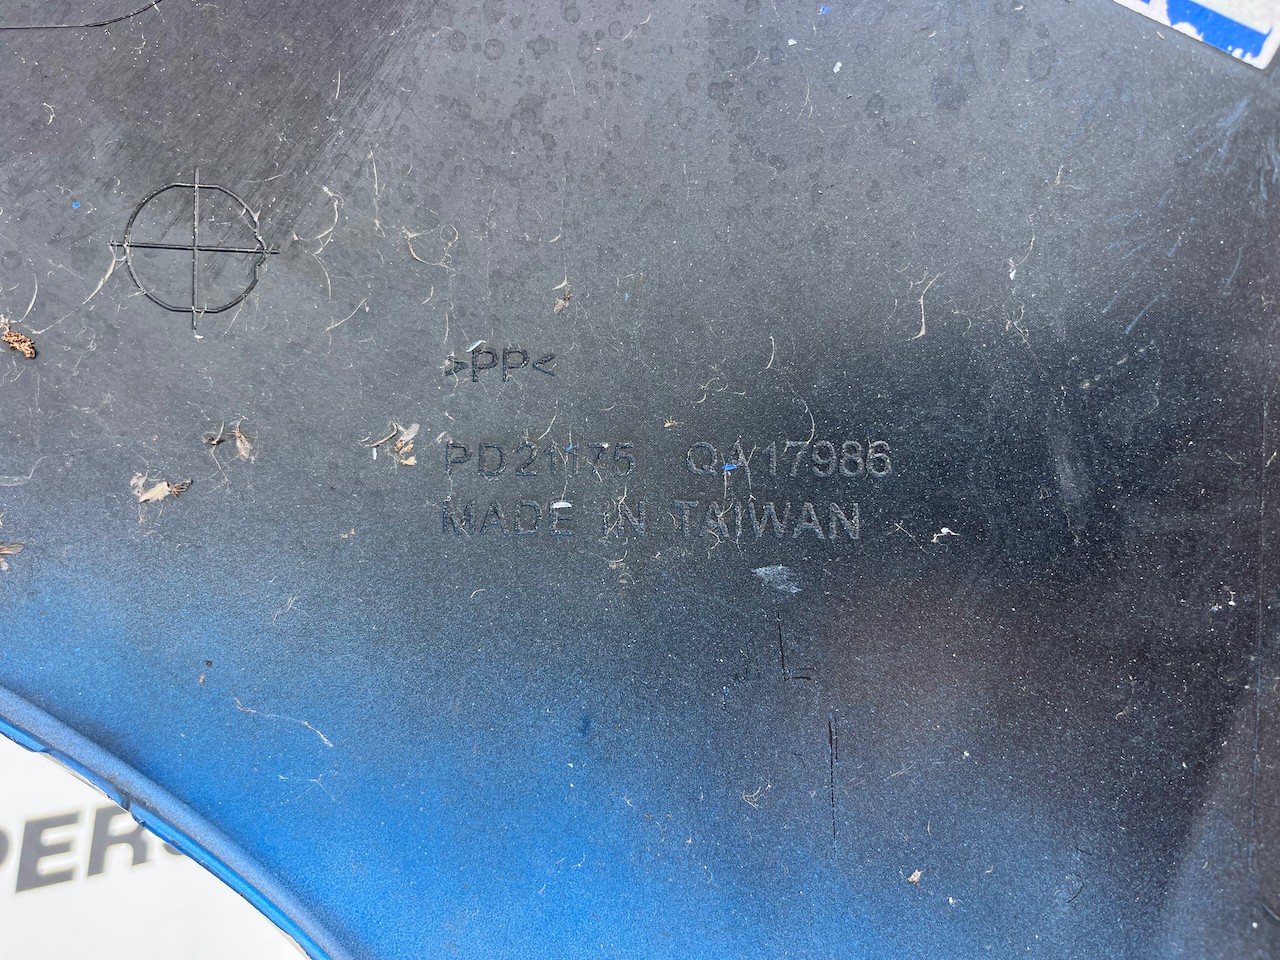 >PP<
PD21175 QA17986
MADE IN TAIWAN